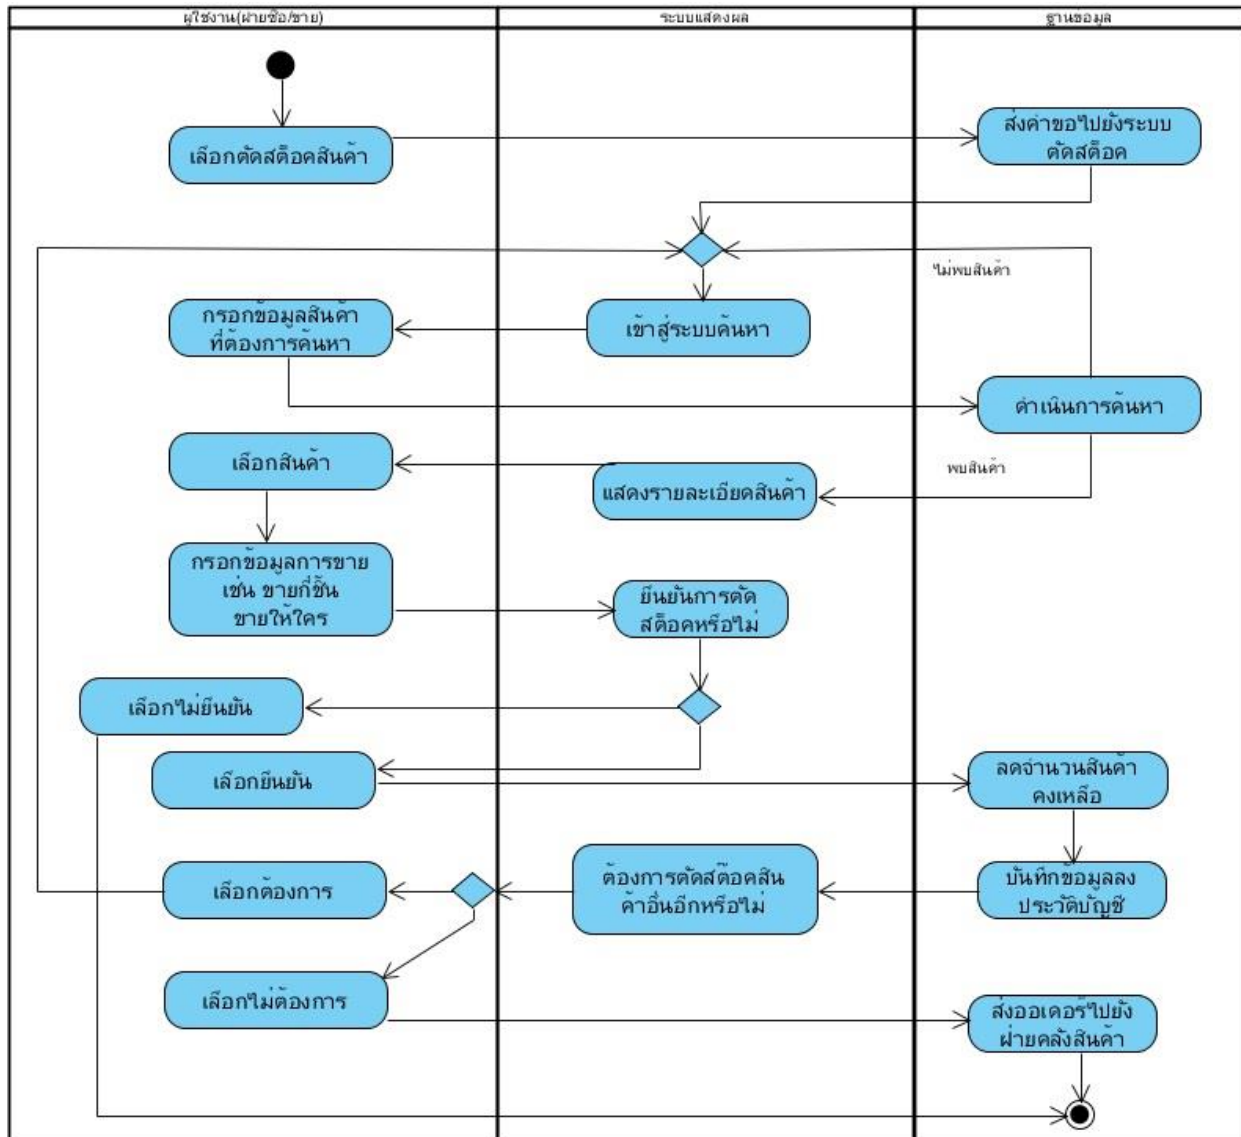 ผู้ใช้งาน(ฝ่ายซื้อ/ขาย)
ระบบแสดงผล
ฐานข้อมูล
เลือกตัดสต็อคสินค้า
ส่งคำขอไปยังระบบ
ตัดสต็อค
ไม่พบสินค้า
กรอกข้อมูลสินค้า
ที่ต้องการค้นหา
เข้าสู่ระบบค้นหา
ดำเนินการค้นหา
เลือกสินค้า
พบสินค้า
แสดงรายละเอียดสินค้า
กรอกข้อมูลการขาย
เช่น ขายกี่ชิ้น
ขายให้ใคร
ยืนยันการตัด
สต็อคหรือไม่
เลือกไม่ยืนยัน
เลือกยืนยัน
ลดจำนวนสินค้า
คงเหลือ
เลือกต้องการ
ต้องการตัดสต๊อคสิน
ค้าอื่นอีกหรือไม่
บันทึกข้อมูลลง
ประวัติบัญชี
เลือกไม่ต้องการ
ส่งออเดอร์ไปยัง
ฝ่ายคลังสินค้า